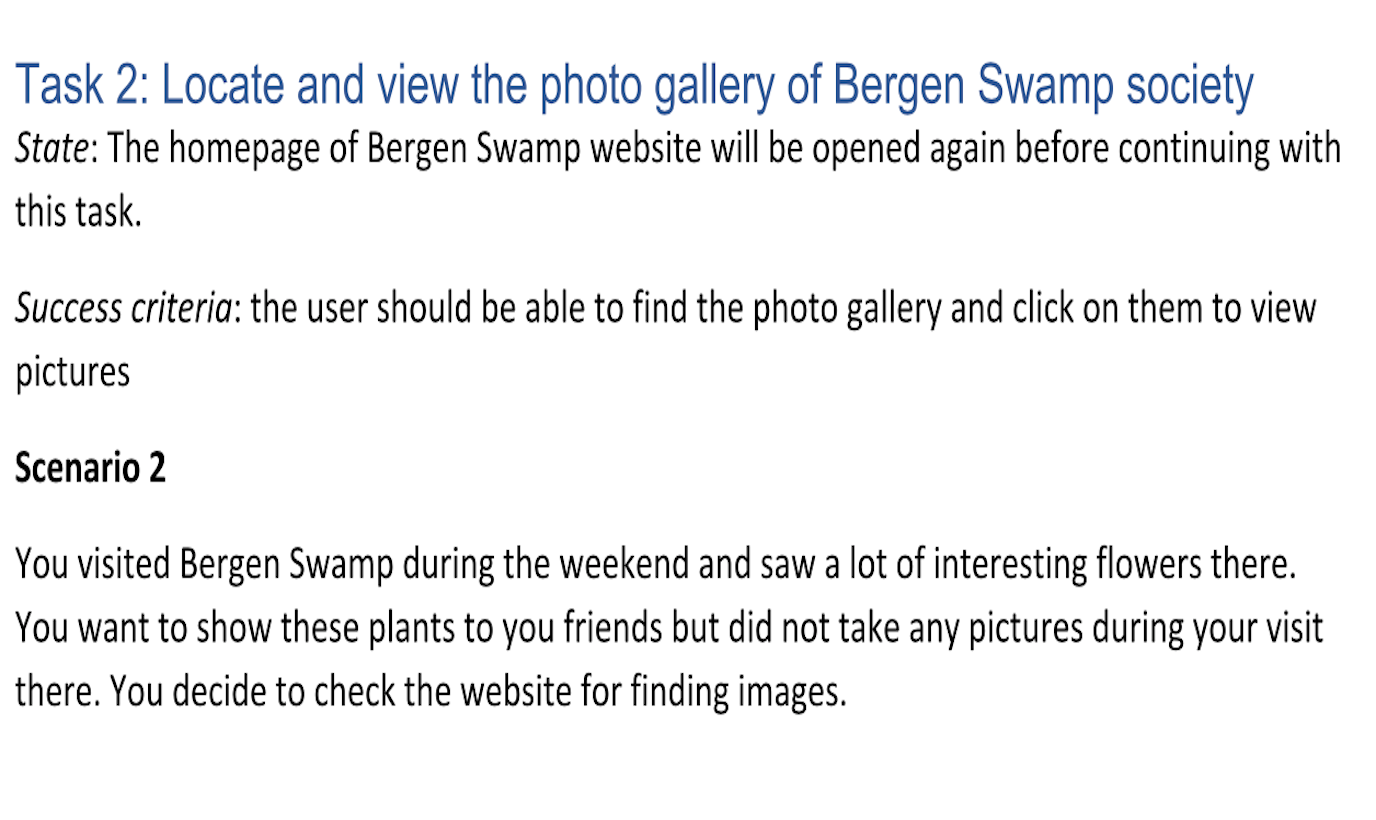 Task 2: Locate and view the photo gallery of Bergen Swamp society
State: The homepage of Bergen Swamp website will be opened again before continuing with
this task.
Success criteria: the user should be able to find the photo gallery and click on them to view
pictures
Scenario 2
You visited Bergen Swamp during the weekend and saw a lot of interesting flowers there.
You want to show these plants to you friends but did not take any pictures during your visit
there. You decide to check the website for finding images.